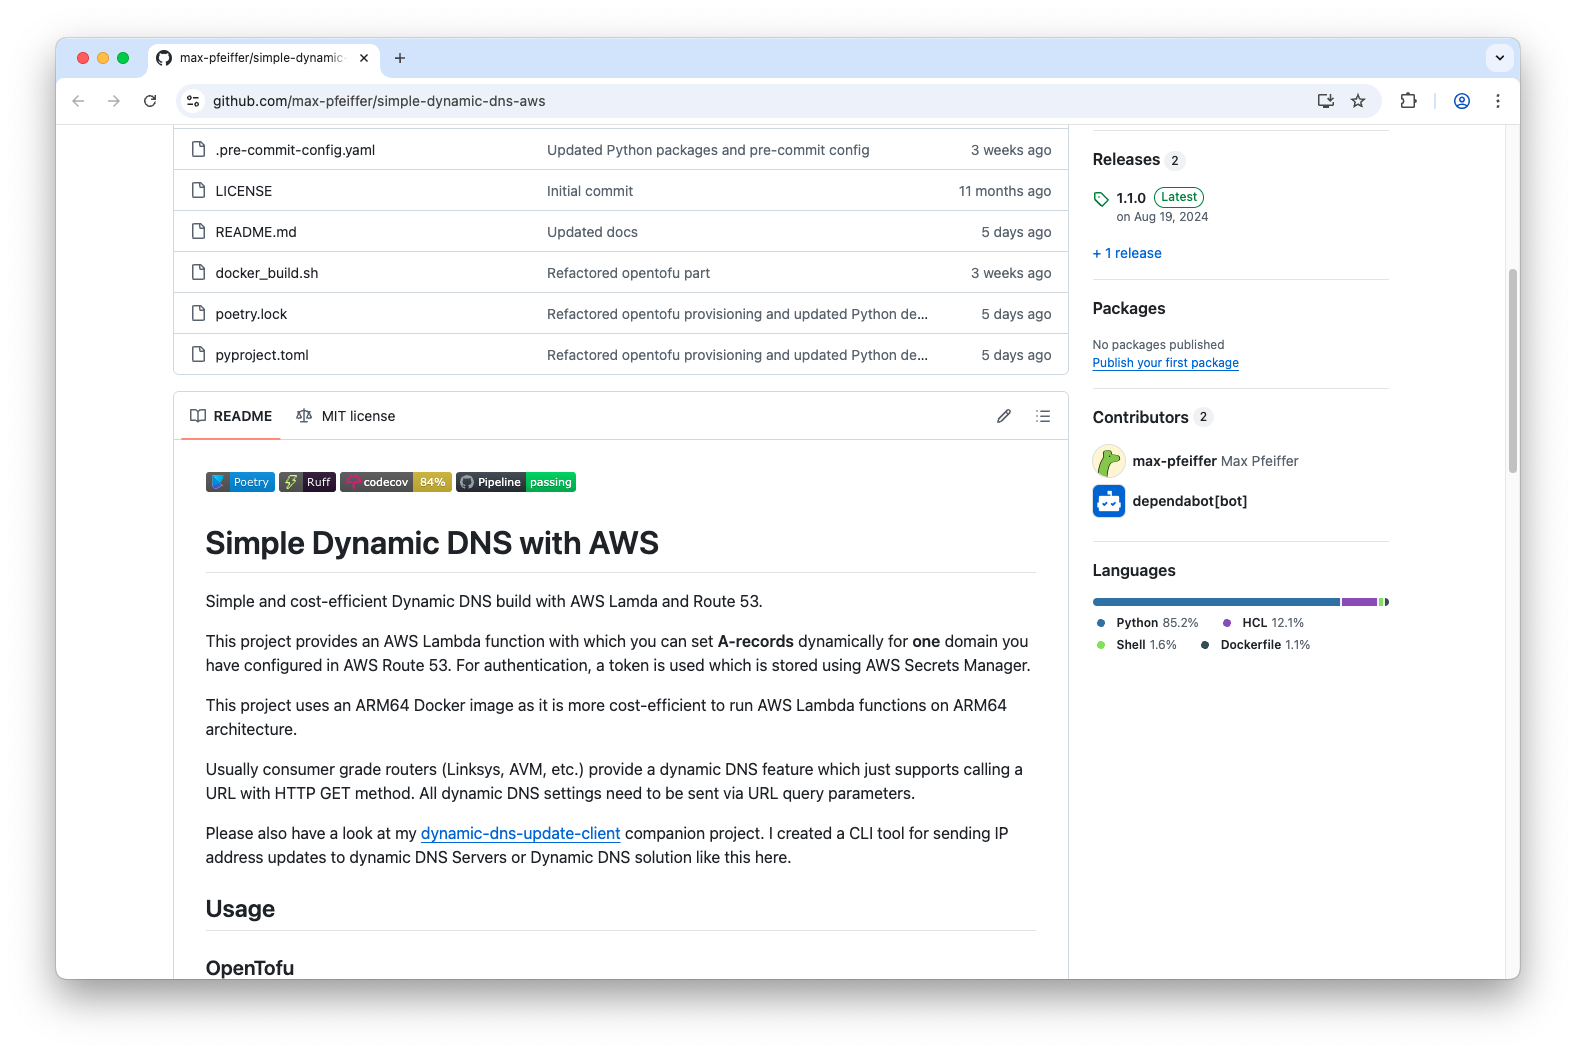 max-pfeiffer/simple-dynamic-
github.com/max-pfeiffer/simple-dynamic-dns-aws
.pre-commit-config.yaml Updated Python packages and pre-commit config 3 weeks ago
LICENSE Initial commit 11 months ago
README.md Updated docs 5 days ago
docker_build.sh Refactored opentofu part 3 weeks ago
poetry.lock Refactored opentofu provisioning and updated Python de... 5 days ago
pyproject.toml Refactored opentofu provisioning and updated Python de... 5 days ago
README MIT license
Poetry Ruff codecov 84% Pipeline passing
Simple Dynamic DNS with AWS
Simple and cost-efficient Dynamic DNS build with AWS Lamda and Route 53.
This project provides an AWS Lambda function with which you can set A-records dynamically for one domain you
have configured in AWS Route 53. For authentication, a token is used which is stored using AWS Secrets Manager.
This project uses an ARM64 Docker image as it is more cost-efficient to run AWS Lambda functions on ARM64
architecture.
Usually consumer grade routers (Linksys, AVM, etc.) provide a dynamic DNS feature which just supports calling a
URL with HTTP GET method. All dynamic DNS settings need to be sent via URL query parameters.
Please also have a look at my dynamic-dns-update-client companion project. I created a CLI tool for sending IP
address updates to dynamic DNS Servers or Dynamic DNS solution like this here.
Usage
OpenTofu
Releases 2
1.1.0 Latest
on Aug 19, 2024
+ 1 release
Packages
No packages published
Publish your first package
Contributors 2
max-pfeiffer Max Pfeiffer
dependabot[bot]
Languages
Python 85.2% HCL 12.1%
Shell 1.6% Dockerfile 1.1%